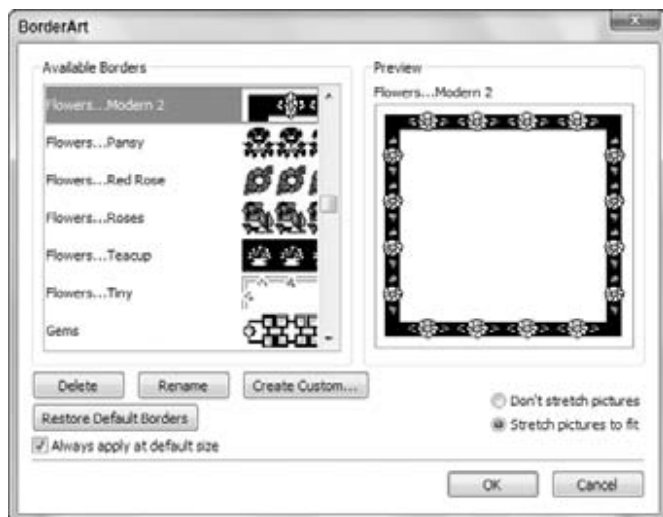 BorderArt
Available Borders
Flowers...Modern 2
Flowers...Pansy
Flowers...Red Rose
Flowers...Roses
Flowers...Teacup
Flowers...Tiny
Gems
Preview
Flowers...Modern 2
Delete
Rename
Create Custom...
Restore Default Borders
Always apply at default size
Don't stretch pictures
Stretch pictures to fit
OK
Cancel